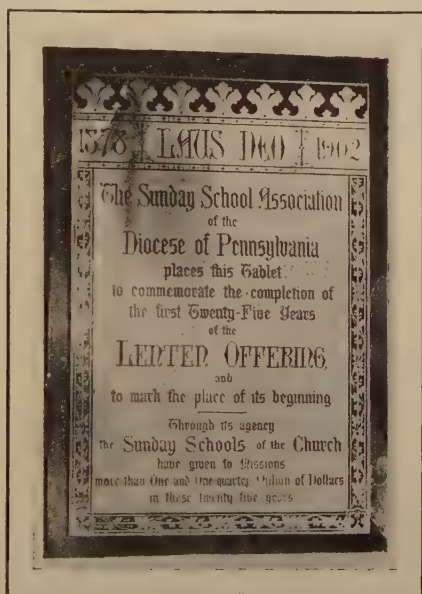 1878 LAUS DEO 1902
The Sunday School Association
of the
Diocese of Pennsylvania
places this Tablet
to commemorate the completion of
the first Twenty-Five Years
of the
LENTEN OFFERING,
and
to mark the place of its beginning
Through its agency
the Sunday Schools of the Church
have given to Missions
more than One and One-quarter Million of Dollars
in these twenty five years